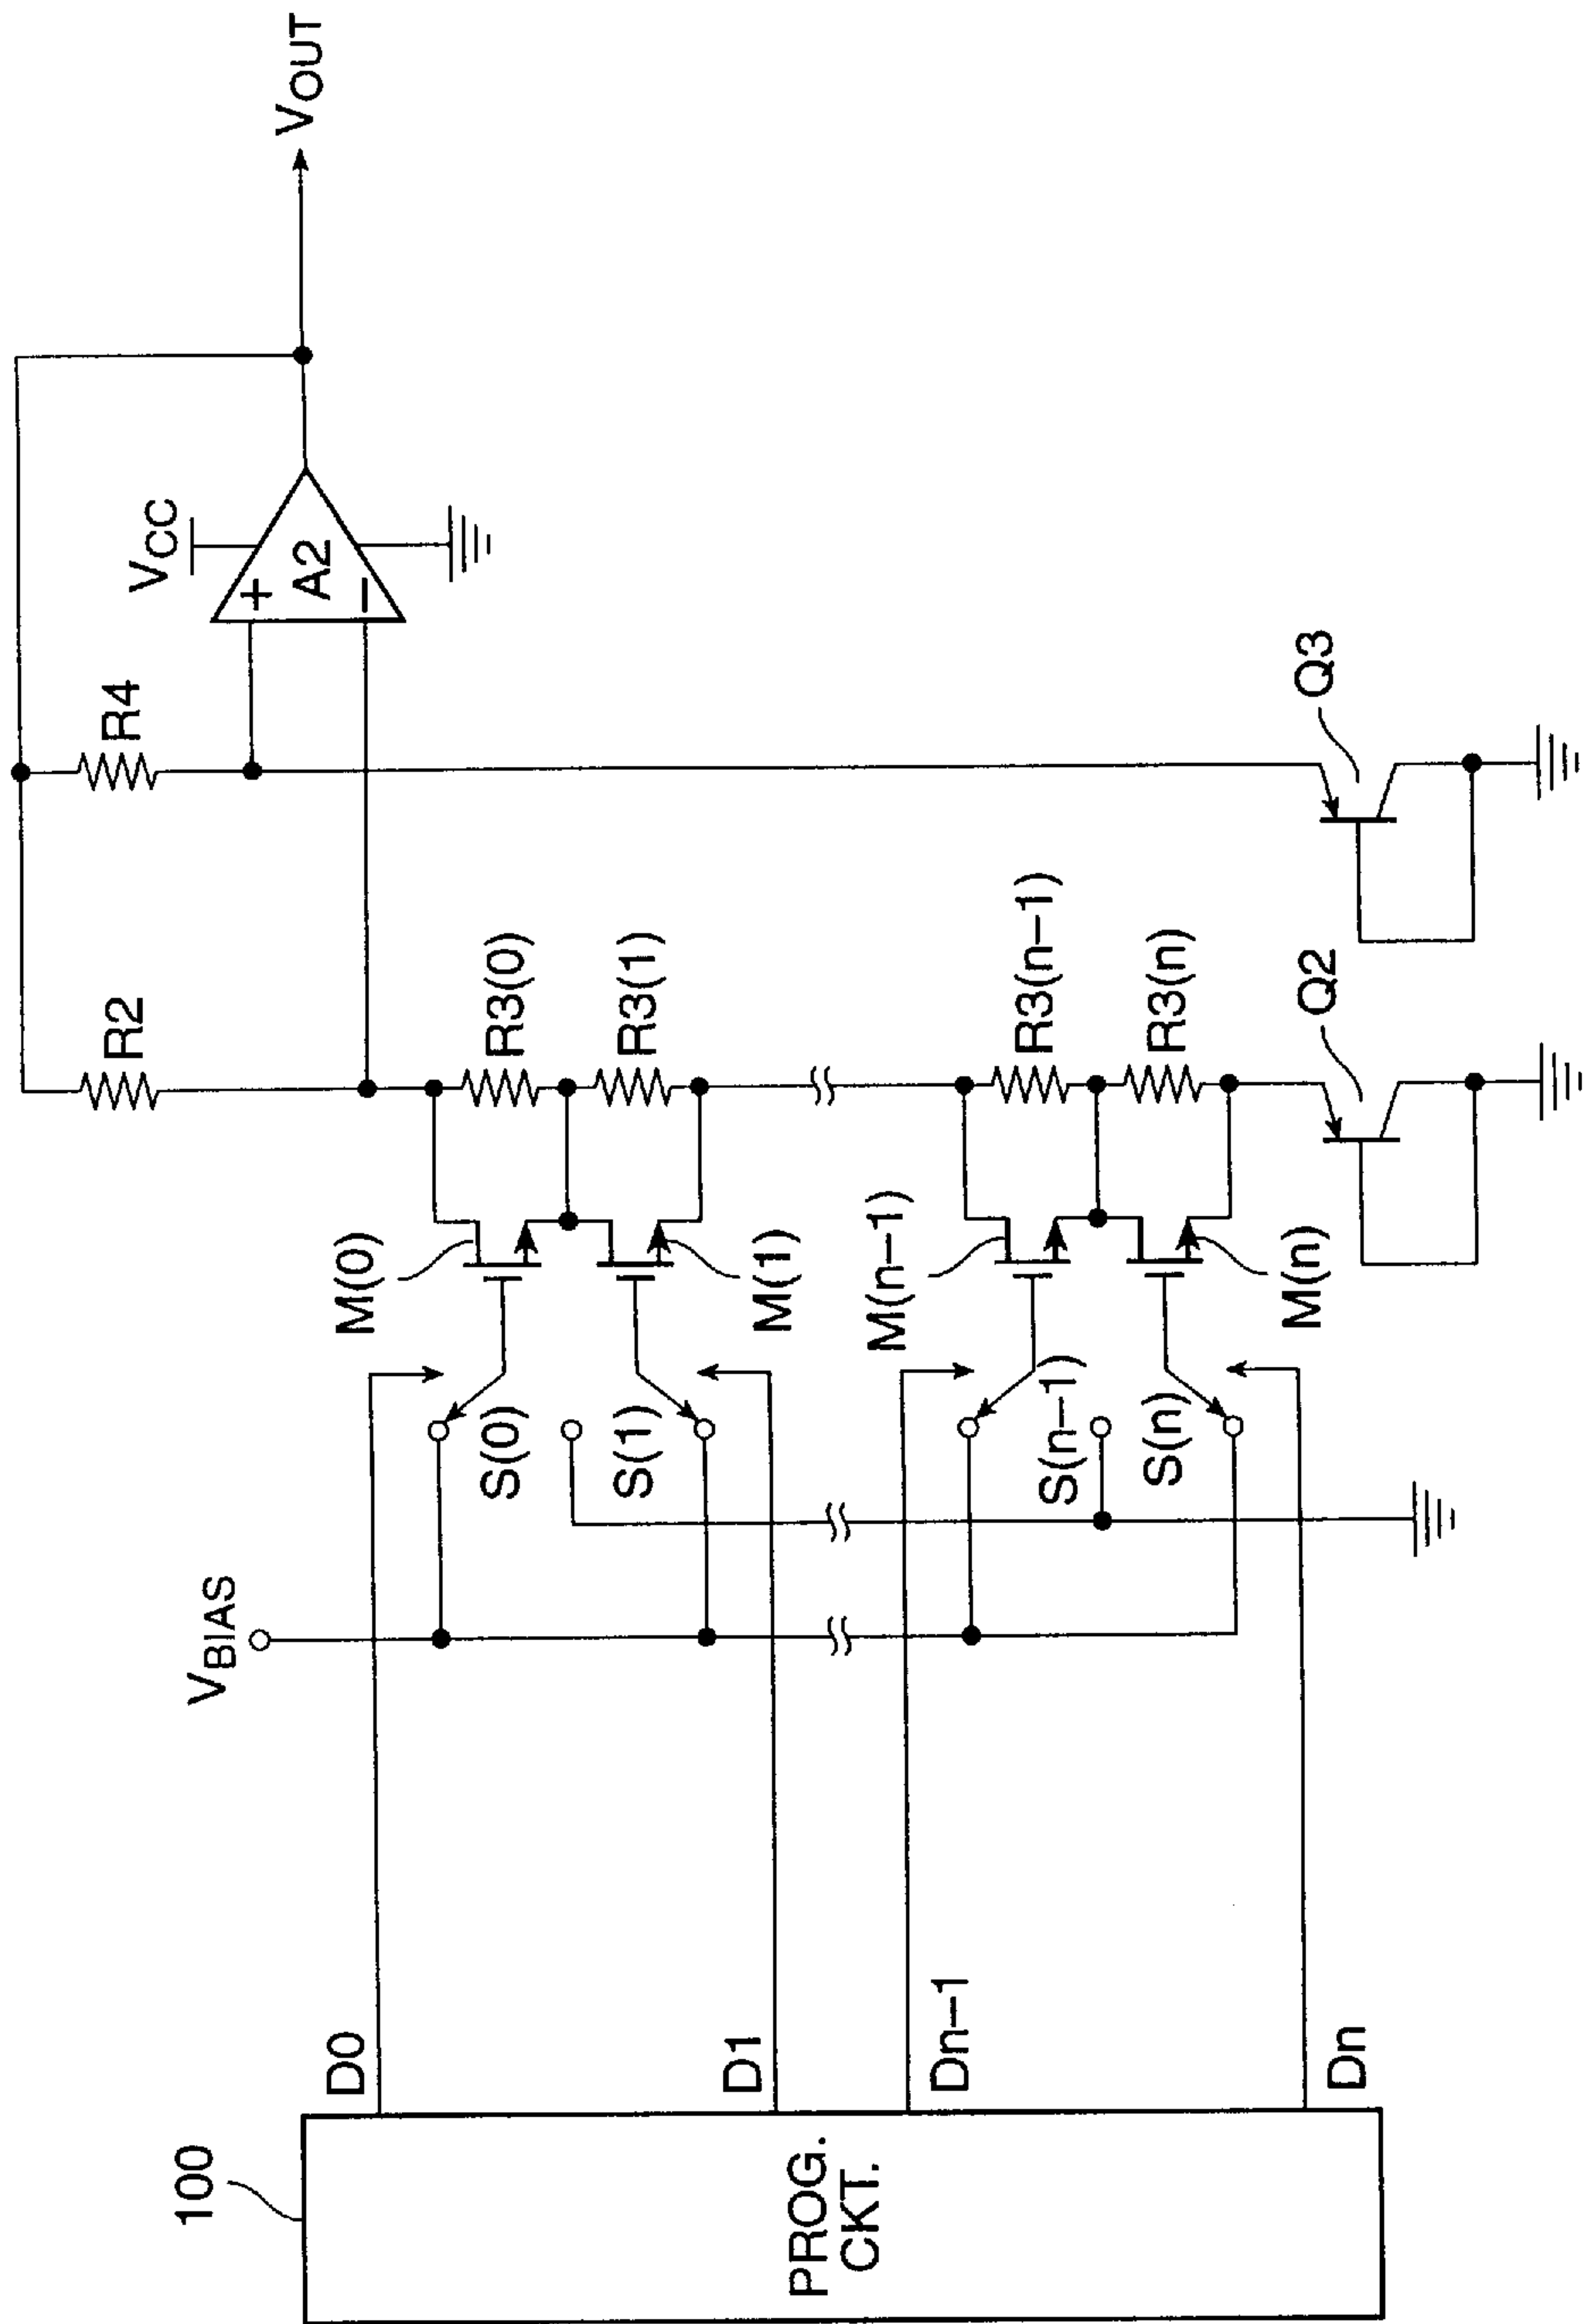 100
PROG.
CKT.
D0
D1
Dn–1
Dn
VBIAS
S(0)
S(1)
S(n–1)
S(n)
M(0)
M(1)
M(n–1)
M(n)
R2
R3(0)
R3(1)
R3(n–1)
R3(n)
Q2
R4
Q3
VCC
+
A2
–
VOUT